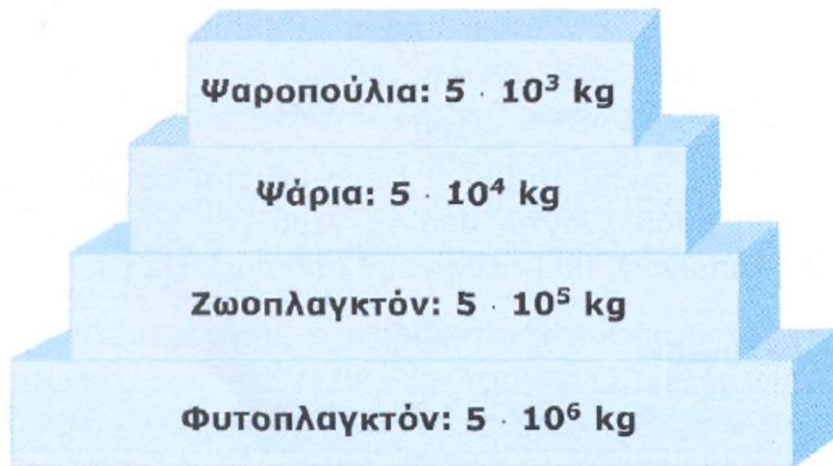 Ψαροπούλια: 5 · 10³ kg
Ψάρια: 5 · 10⁴ kg
Ζωοπλαγκτόν: 5 · 10⁵ kg
Φυτοπλαγκτόν: 5 · 10⁶ kg